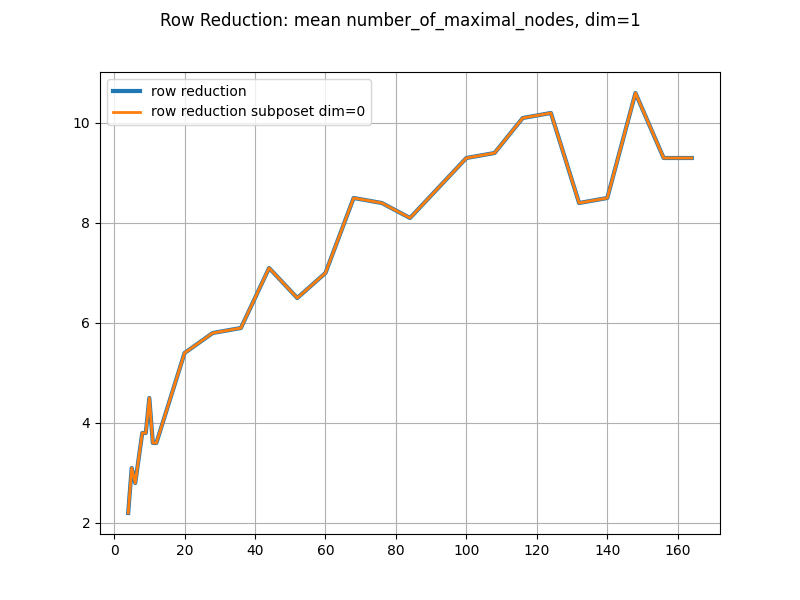 Row Reduction: mean number_of_maximal_nodes, dim=1
row reduction
row reduction subposet dim=0
10
8
6
4
2
0 20 40 60 80 100 120 140 160